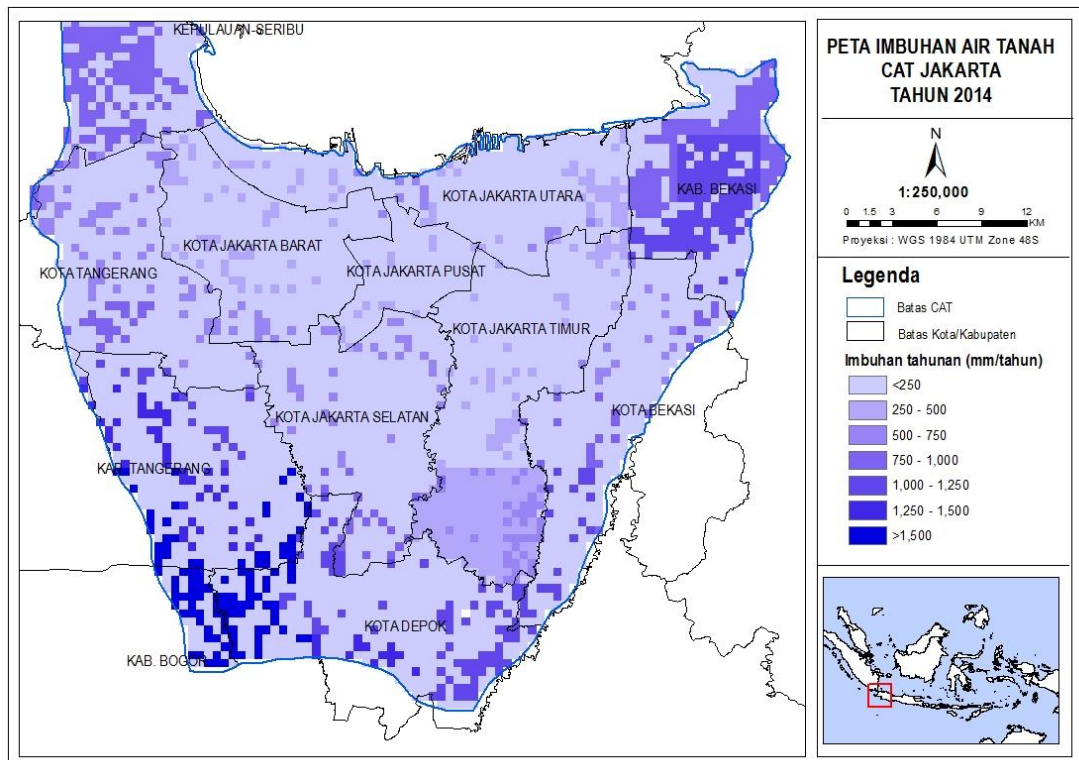 KEPULAUAN SERIBU
KAB. BEKASI
KOTA JAKARTA UTARA
KOTA JAKARTA BARAT
KOTA JAKARTA PUSAT
KOTA TANGERANG
KOTA JAKARTA TIMUR
KOTA BEKASI
KOTA JAKARTA SELATAN
KAB. TANGERANG
KOTA DEPOK
KAB. BOGOR
PETA IMBUHAN AIR TANAH
CAT JAKARTA
TAHUN 2014
N
1:250,000
0 1.5 3 6 9 12
KM
Proyeksi : WGS 1984 UTM Zone 48S
Legenda
Batas CAT
Batas Kota/Kabupaten
Imbuhan tahunan (mm/tahun)
<250
250 - 500
500 - 750
750 - 1,000
1,000 - 1,250
1,250 - 1,500
>1,500